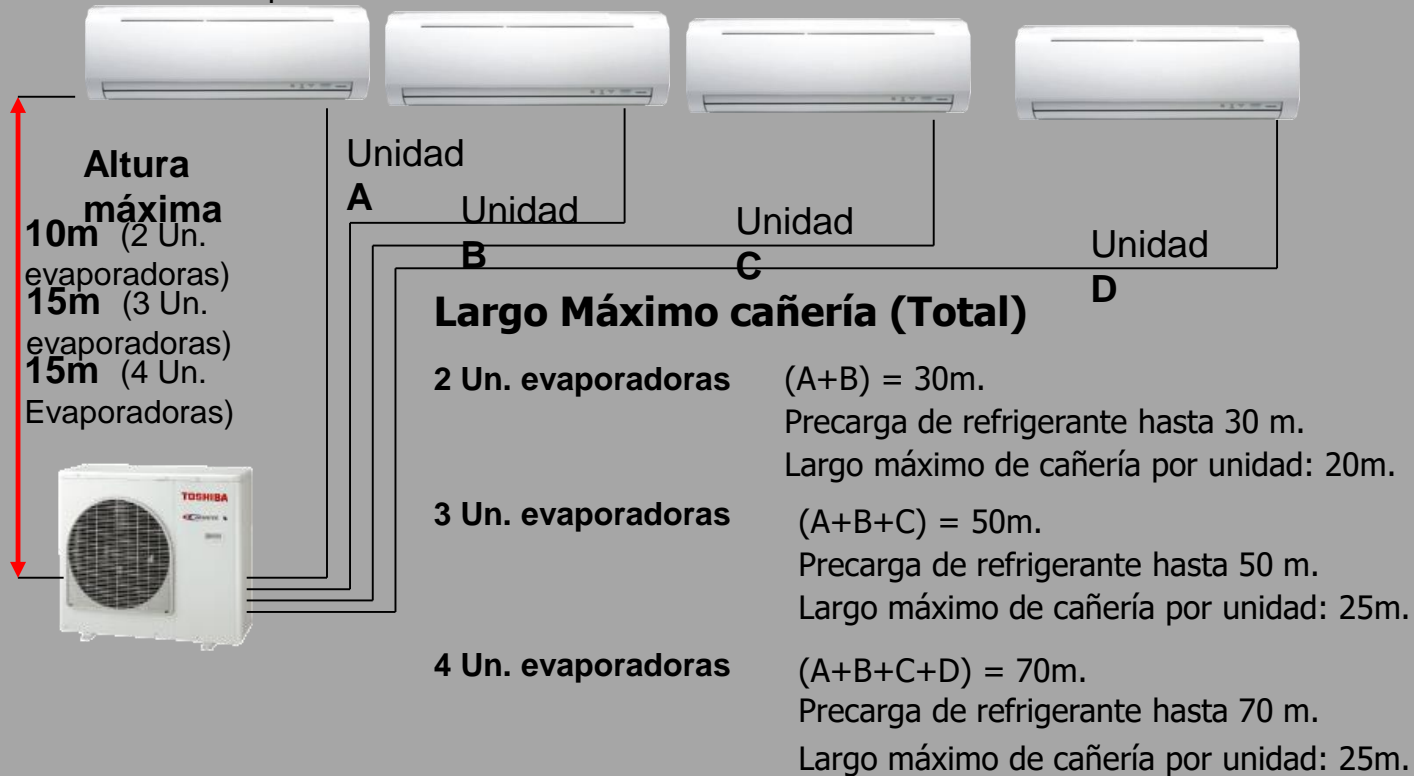 Unidad
A
Unidad
B
Unidad
C
Unidad
D
Altura
máxima
10m (2 Un.
evaporadoras)
15m (3 Un.
evaporadoras)
15m (4 Un.
Evaporadoras)
TOSHIBA
Largo Máximo cañería (Total)
2 Un. evaporadoras (A+B) = 30m.
Precarga de refrigerante hasta 30 m.
Largo máximo de cañería por unidad: 20m.
3 Un. evaporadoras (A+B+C) = 50m.
Precarga de refrigerante hasta 50 m.
Largo máximo de cañería por unidad: 25m.
4 Un. evaporadoras (A+B+C+D) = 70m.
Precarga de refrigerante hasta 70 m.
Largo máximo de cañería por unidad: 25m.